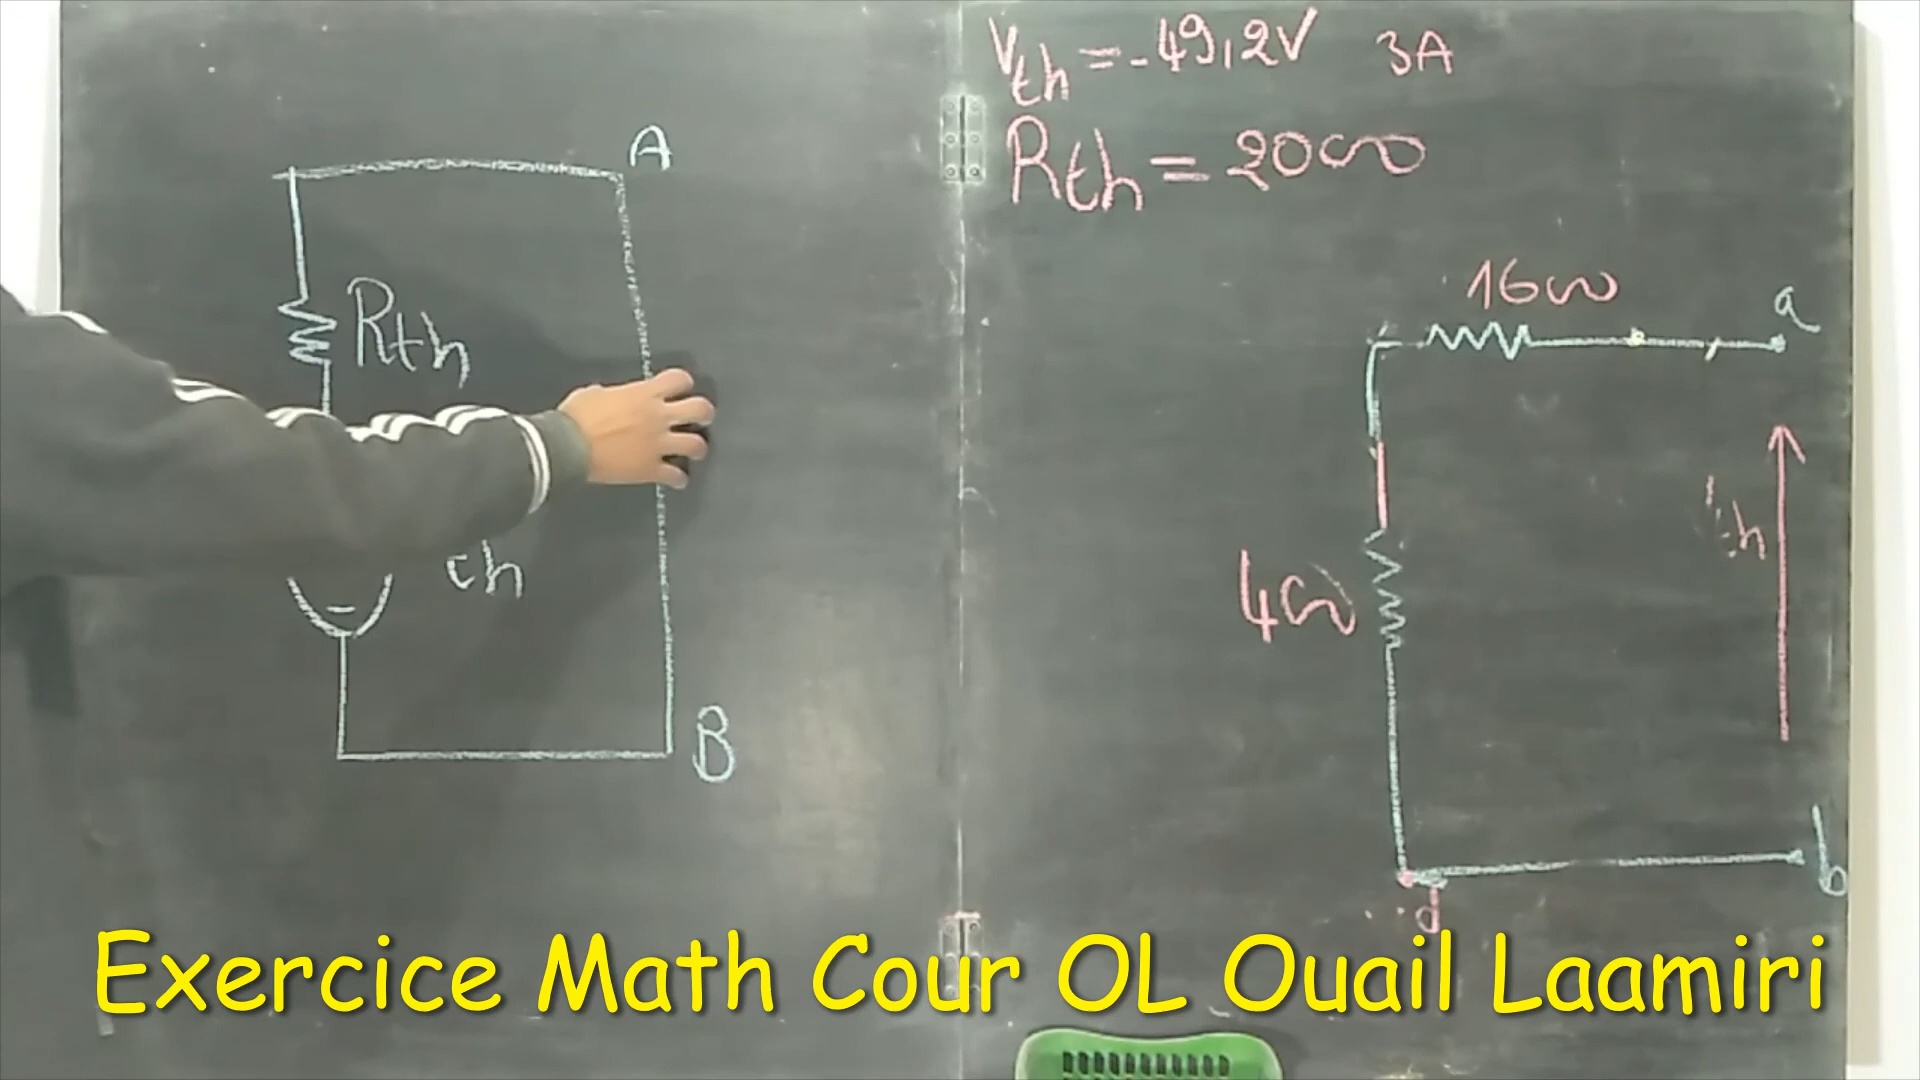 A
Rth
th
B
Vth = -49,2V 3A
Rth = 20Ω
16Ω
a
4Ω
th
b
d
Exercice Math Cour OL Ouail Laamiri